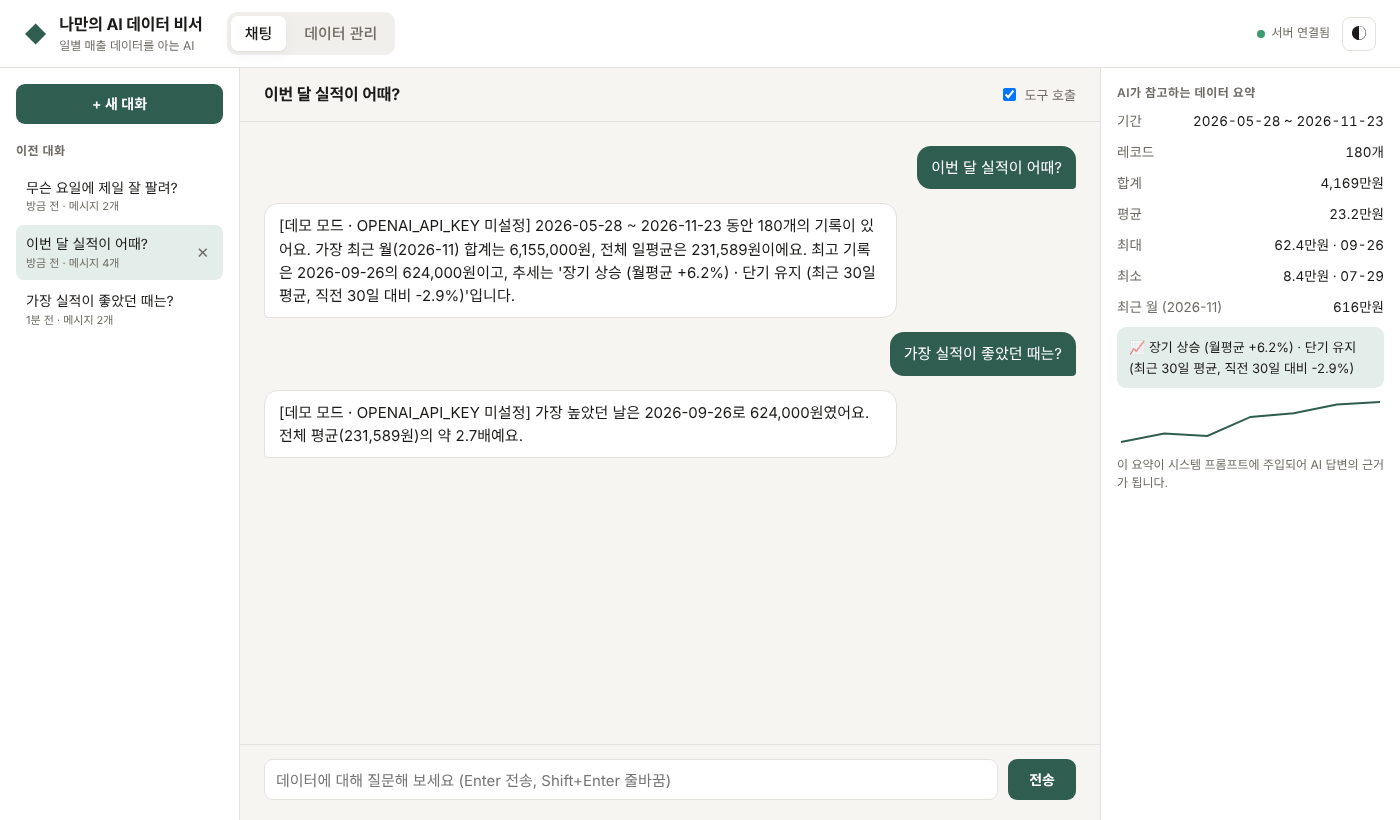 나만의 AI 데이터 비서
일별 매출 데이터를 아는 AI
채팅
데이터 관리
서버 연결됨
+ 새 대화
이전 대화
무슨 요일에 제일 잘 팔려?
방금 전 · 메시지 2개
이번 달 실적이 어때?
방금 전 · 메시지 4개
✕
가장 실적이 좋았던 때는?
1분 전 · 메시지 2개
이번 달 실적이 어때?
도구 호출
이번 달 실적이 어때?
[데모 모드 · OPENAI_API_KEY 미설정] 2026-05-28 ~ 2026-11-23 동안 180개의 기록이 있
어요. 가장 최근 월(2026-11) 합계는 6,155,000원, 전체 일평균은 231,589원이에요. 최고 기록
은 2026-09-26의 624,000원이고, 추세는 '장기 상승 (월평균 +6.2%) · 단기 유지 (최근 30일
평균, 직전 30일 대비 -2.9%)'입니다.
가장 실적이 좋았던 때는?
[데모 모드 · OPENAI_API_KEY 미설정] 가장 높았던 날은 2026-09-26로 624,000원였어요.
전체 평균(231,589원)의 약 2.7배예요.
데이터에 대해 질문해 보세요 (Enter 전송, Shift+Enter 줄바꿈)
전송
AI가 참고하는 데이터 요약
기간 2026-05-28 ~ 2026-11-23
레코드 180개
합계 4,169만원
평균 23.2만원
최대 62.4만원 · 09-26
최소 8.4만원 · 07-29
최근 월 (2026-11) 616만원
📈 장기 상승 (월평균 +6.2%) · 단기 유지
(최근 30일 평균, 직전 30일 대비 -2.9%)
이 요약이 시스템 프롬프트에 주입되어 AI 답변의 근거
가 됩니다.